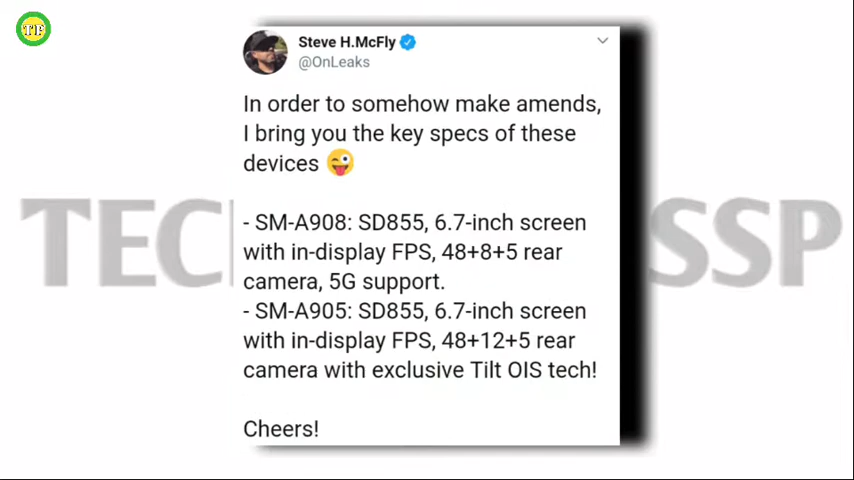 TP
Steve H.McFly
@OnLeaks
In order to somehow make amends,
I bring you the key specs of these
devices 😜
- SM-A908: SD855, 6.7-inch screen
with in-display FPS, 48+8+5 rear
camera, 5G support.
- SM-A905: SD855, 6.7-inch screen
with in-display FPS, 48+12+5 rear
camera with exclusive Tilt OIS tech!
Cheers!